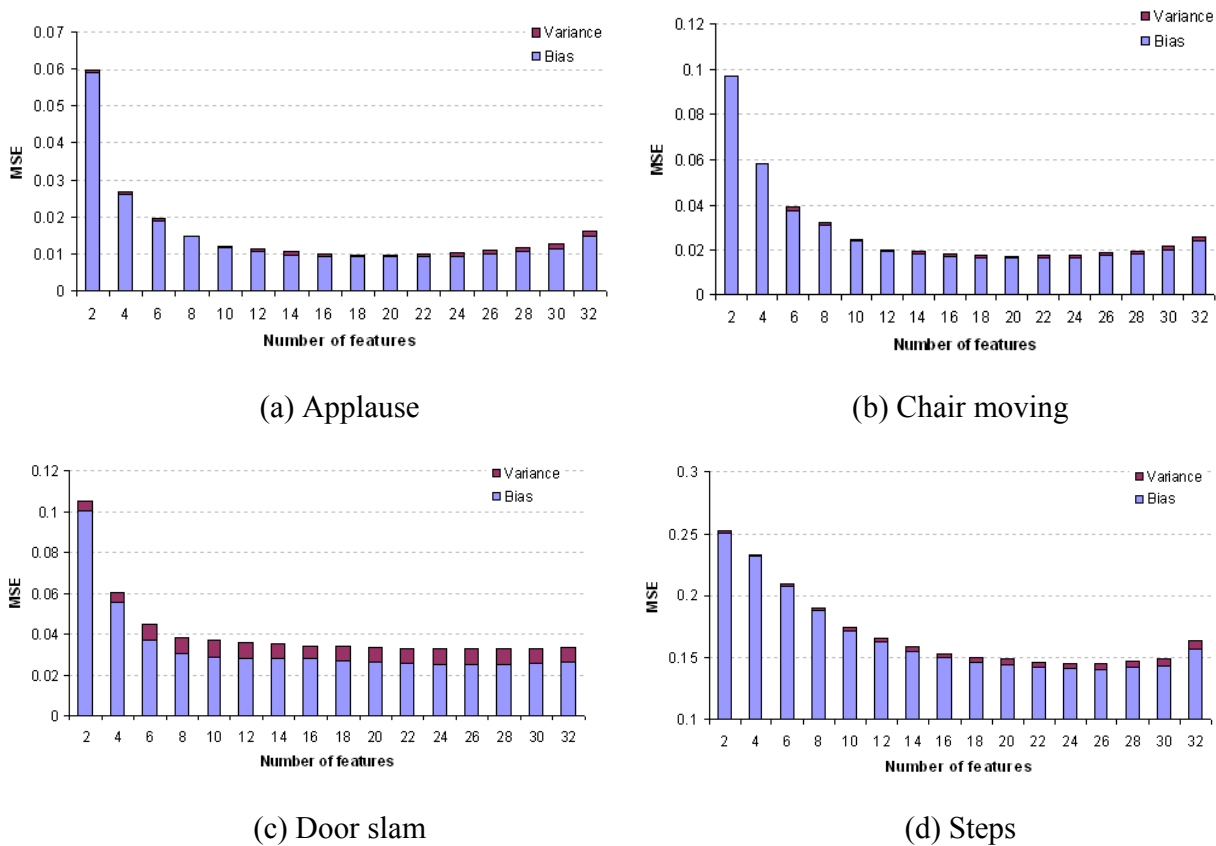 0.07
0.06
0.05
0.04
0.03
0.02
0.01
0
MSE
Variance
Bias
2 4 6 8 10 12 14 16 18 20 22 24 26 28 30 32
Number of features
(a) Applause
0.12
0.1
0.08
0.06
0.04
0.02
0
MSE
Variance
Bias
2 4 6 8 10 12 14 16 18 20 22 24 26 28 30 32
Number of features
(b) Chair moving
0.12
0.1
0.08
0.06
0.04
0.02
0
MSE
Variance
Bias
2 4 6 8 10 12 14 16 18 20 22 24 26 28 30 32
Number of features
(c) Door slam
0.3
0.25
0.2
0.15
0.1
MSE
Variance
Bias
2 4 6 8 10 12 14 16 18 20 22 24 26 28 30 32
Number of features
(d) Steps